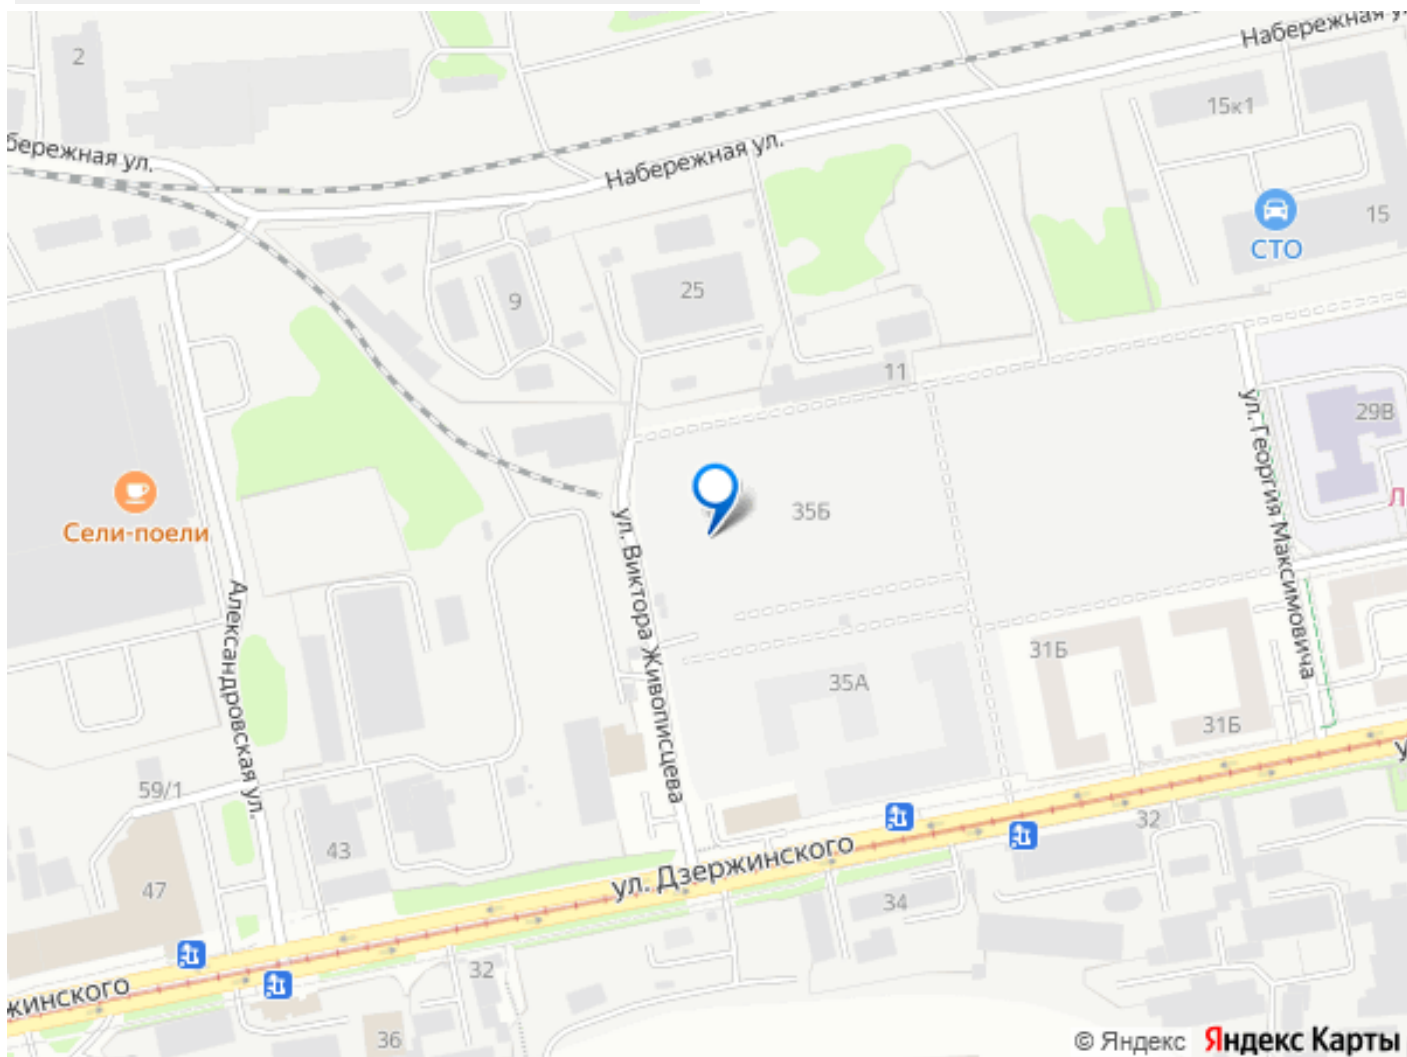 Набережная у
2
15к1
бережная ул.
Набережная ул.
15
СТО
25
9
11
29В
ул. Георгия Максимовича
Сели-поели
35Б
Л
ул. Виктора Живописцева
Александровская ул.
31Б
35А
31Б
у
59/1
32
43
ул. Дзержинского
47
34
32
жинского
36
© Яндекс Яндекс Карты